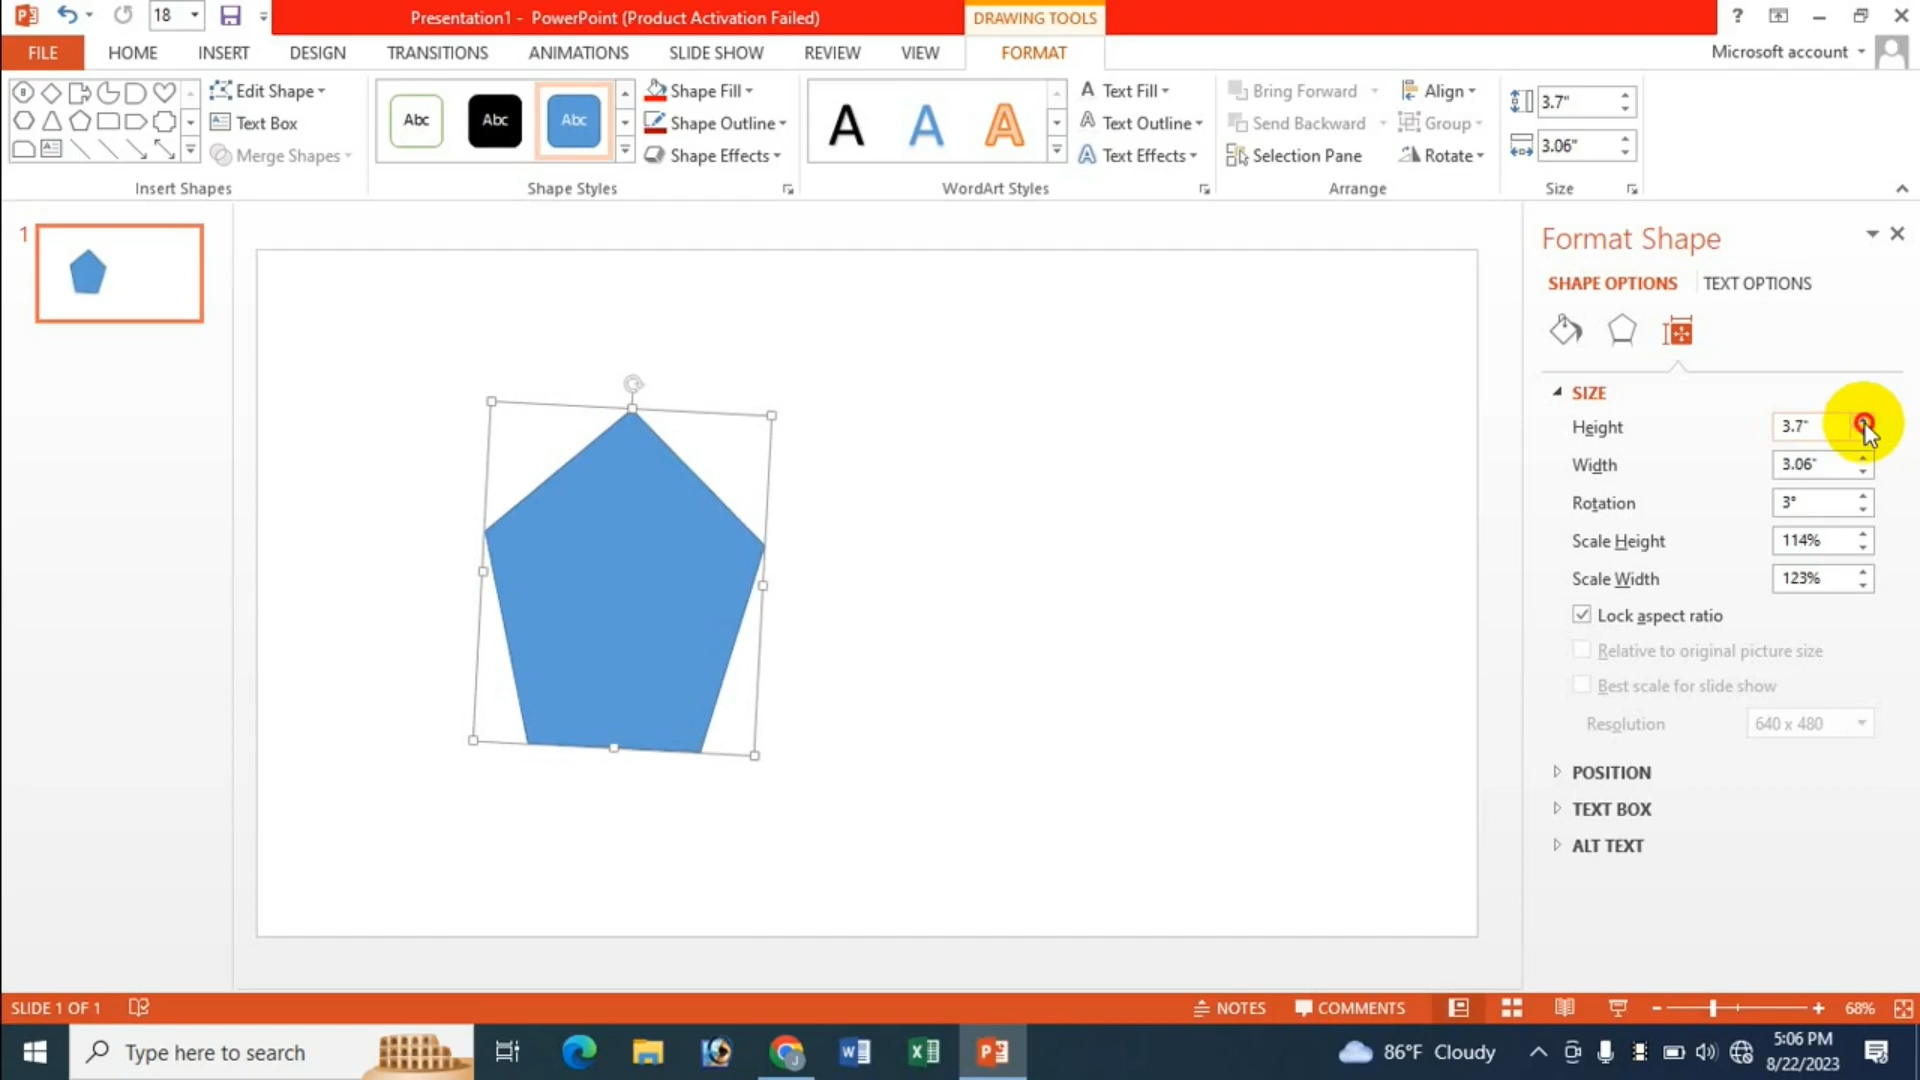 18
Presentation1 - PowerPoint (Product Activation Failed)
DRAWING TOOLS
?
FILE HOME INSERT DESIGN TRANSITIONS ANIMATIONS SLIDE SHOW REVIEW VIEW FORMAT
Microsoft account
Edit Shape
Text Box
Merge Shapes
Insert Shapes
Abc Abc Abc
Shape Fill
Shape Outline
Shape Effects
Shape Styles
A A A
WordArt Styles
A Text Fill
A Text Outline
A Text Effects
Bring Forward
Send Backward
Selection Pane
Align
Group
Rotate
Arrange
3.7"
3.06"
Size
1
Format Shape
SHAPE OPTIONS TEXT OPTIONS
SIZE
Height 3.7"
Width 3.06"
Rotation 3°
Scale Height 114%
Scale Width 123%
Lock aspect ratio
Relative to original picture size
Best scale for slide show
Resolution 640 x 480
POSITION
TEXT BOX
ALT TEXT
SLIDE 1 OF 1
NOTES COMMENTS 68%
Type here to search
86°F Cloudy
5:06 PM
8/22/2023